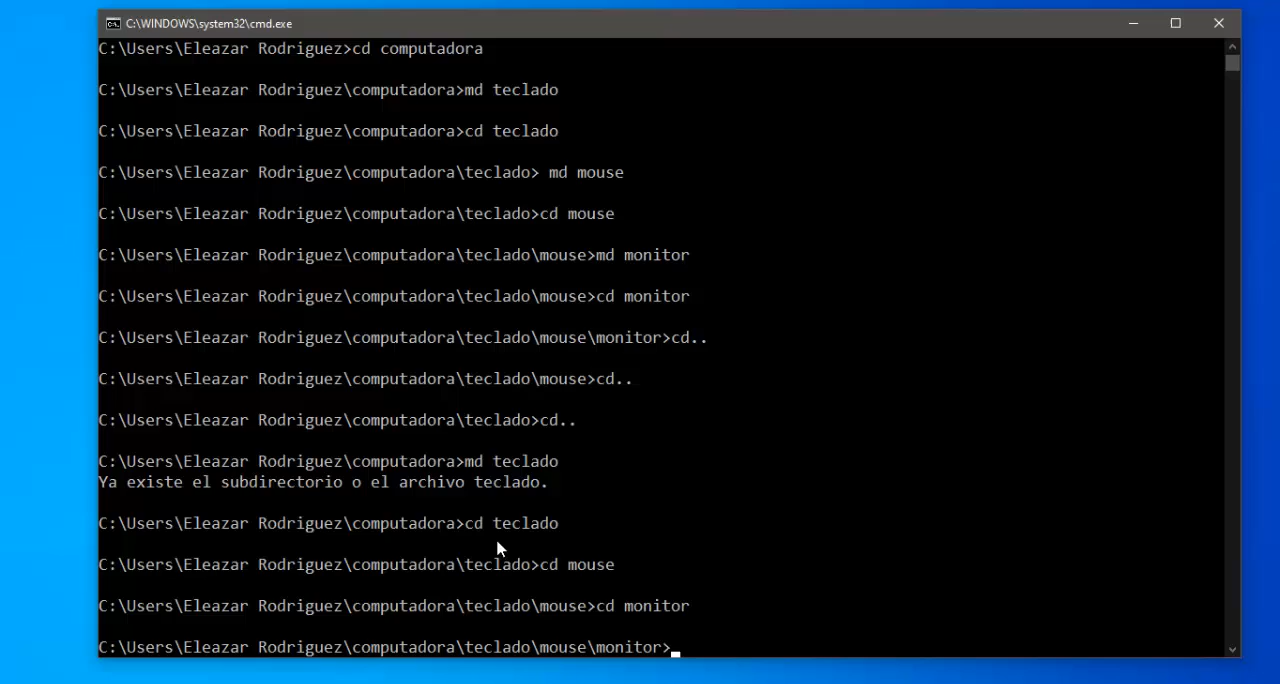 C:\WINDOWS\system32\cmd.exe
C:\Users\Eleazar Rodriguez>cd computadora
C:\Users\Eleazar Rodriguez\computadora>md teclado
C:\Users\Eleazar Rodriguez\computadora>cd teclado
C:\Users\Eleazar Rodriguez\computadora\teclado> md mouse
C:\Users\Eleazar Rodriguez\computadora\teclado>cd mouse
C:\Users\Eleazar Rodriguez\computadora\teclado\mouse>md monitor
C:\Users\Eleazar Rodriguez\computadora\teclado\mouse>cd monitor
C:\Users\Eleazar Rodriguez\computadora\teclado\mouse\monitor>cd..
C:\Users\Eleazar Rodriguez\computadora\teclado\mouse>cd..
C:\Users\Eleazar Rodriguez\computadora\teclado>cd..
C:\Users\Eleazar Rodriguez\computadora>md teclado
Ya existe el subdirectorio o el archivo teclado.
C:\Users\Eleazar Rodriguez\computadora>cd teclado
C:\Users\Eleazar Rodriguez\computadora\teclado>cd mouse
C:\Users\Eleazar Rodriguez\computadora\teclado\mouse>cd monitor
C:\Users\Eleazar Rodriguez\computadora\teclado\mouse\monitor>